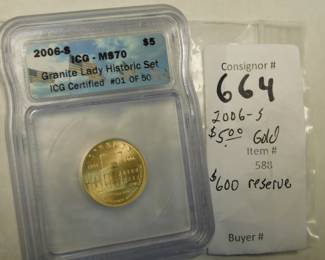 2006-S $5
ICG - MS70
Granite Lady Historic Set
ICG Certified #01 OF 50
Consignor #
664
2006-S
$5.00 Gold
Item #
588
$600 reserve
Buyer #